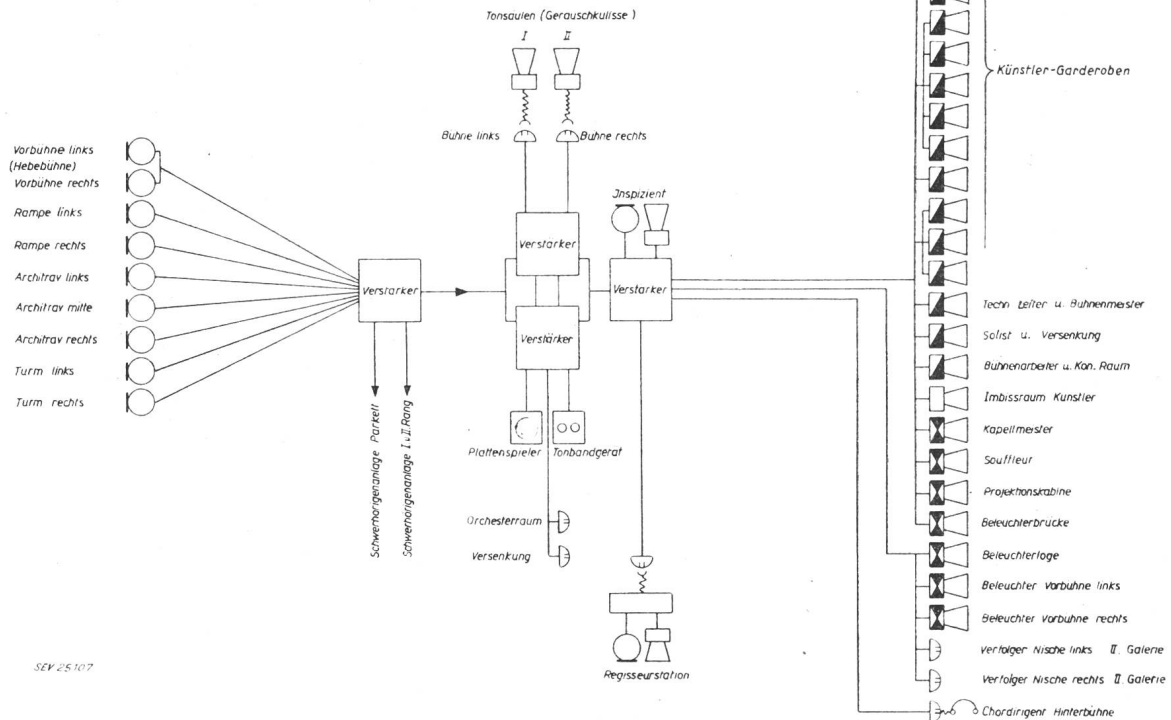 Tonsäulen (Geräuschkulisse)
I II
Bühne links
Bühne rechts
Künstler-Garderoben
Vorbühne links
(Hebebühne)
Vorbühne rechts
Rampe links
Rampe rechts
Architrav links
Architrav mitte
Architrav rechts
Turm links
Turm rechts
Verstärker
Verstärker
Verstärker
Inspizient
Verstärker
Schwerhörigenanlage Parkett
Schwerhörigenanlage I u II Rang
Plattenspieler
Tonbandgerät
Orchesterraum
Versenkung
Regisseurstation
Techn Leiter u. Bühnenmeister
Solist u. Versenkung
Bühnenarbeiter u. Kon. Raum
Imbissraum Künstler
Kapellmeister
Souffleur
Projektionskabine
Beleuchterbrücke
Beleuchterloge
Beleuchter Vorbühne links
Beleuchter Vorbühne rechts
Verfolger Nische links II. Galerie
Verfolger Nische rechts II. Galerie
Chordirigent Hinterbühne
SEV 25107